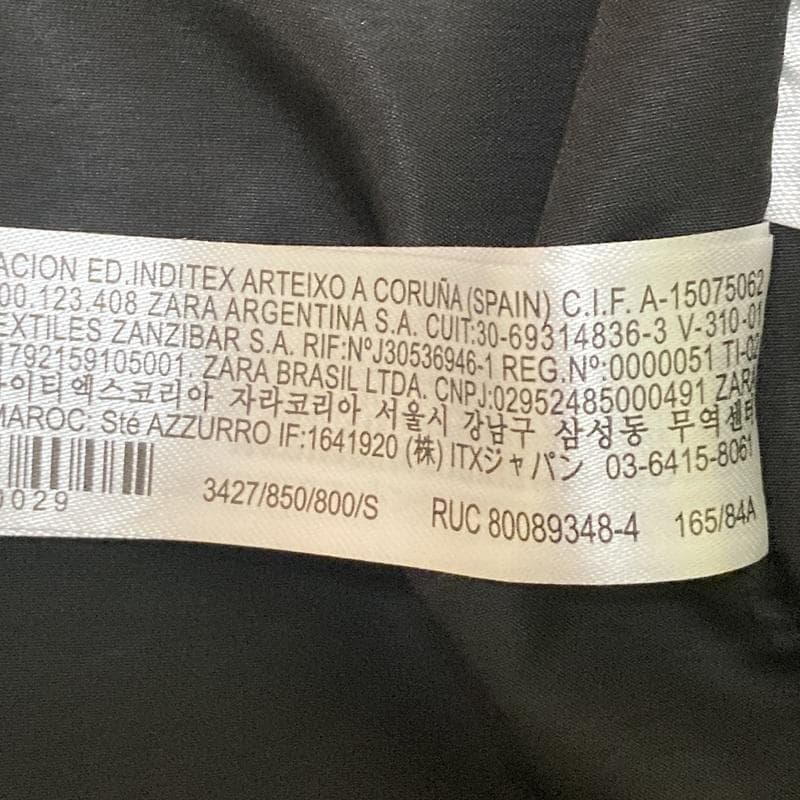 ACION ED.INDITEX ARTEIXO A CORUÑA (SPAIN) C.I.F. A-15075062
00.123.408 ZARA ARGENTINA S.A. CUIT:30-69314836-3 V-310-01
EXTILES ZANZIBAR S.A. RIF:NºJ30536946-1 REG.Nº:0000051 TI-02
1792159105001. ZARA BRASIL LTDA. CNPJ:02952485000491 ZARA
아이티엑스코리아 자라코리아 서울시 강남구 삼성동 무역센터
MAROC: Sté AZZURRO IF:1641920 (株) ITXジャパン 03-6415-8061
0029
3427/850/800/S RUC 80089348-4 165/84A